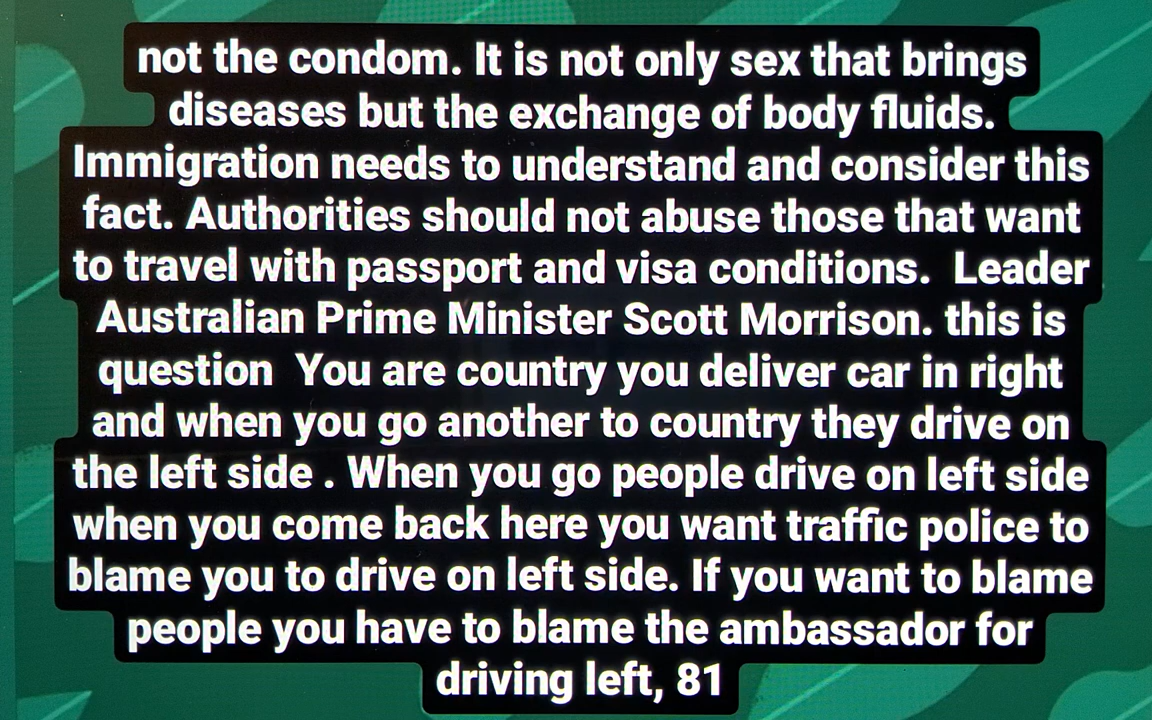 not the condom. It is not only sex that brings
diseases but the exchange of body fluids.
Immigration needs to understand and consider this
fact. Authorities should not abuse those that want
to travel with passport and visa conditions.  Leader
Australian Prime Minister Scott Morrison. this is
question  You are country you deliver car in right
and when you go another to country they drive on
the left side . When you go people drive on left side
when you come back here you want traffic police to
blame you to drive on left side. If you want to blame
people you have to blame the ambassador for
driving left, 81